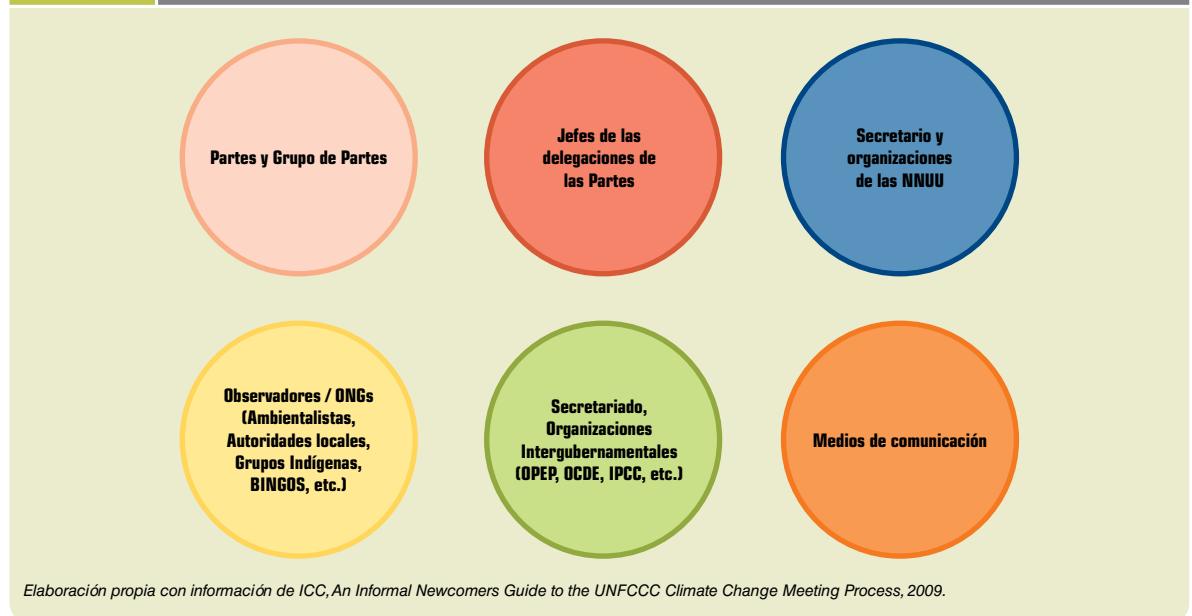 Partes y Grupo de Partes
Jefes de las
delegaciones de
las Partes
Secretario y
organizaciones
de las NNUU
Observadores / ONGs
(Ambientalistas,
Autoridades locales,
Grupos Indígenas,
BINGOS, etc.)
Secretariado,
Organizaciones
Intergubernamentales
(OPEP, OCDE, IPCC, etc.)
Medios de comunicación
Elaboración propia con información de ICC, An Informal Newcomers Guide to the UNFCCC Climate Change Meeting Process, 2009.